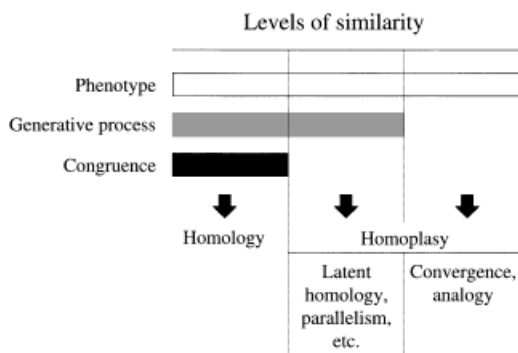 Levels of similarity
Phenotype
Generative process
Congruence
Homology
Homoplasy
Latent
homology,
parallelism,
etc.
Convergence,
analogy